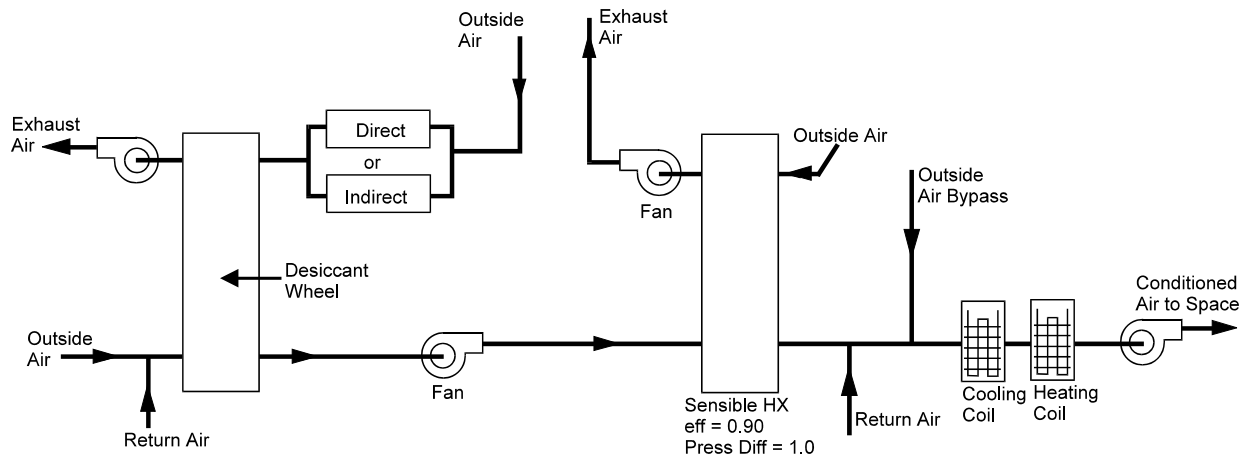 Outside
Air
Exhaust
Air
Exhaust
Air
Direct
or
Indirect
Outside Air
Fan
Outside
Air Bypass
Desiccant
Wheel
Conditioned
Air to Space
Outside
Air
Fan
Return Air
Sensible HX
eff = 0.90
Press Diff = 1.0
Return Air
Cooling
Coil
Heating
Coil